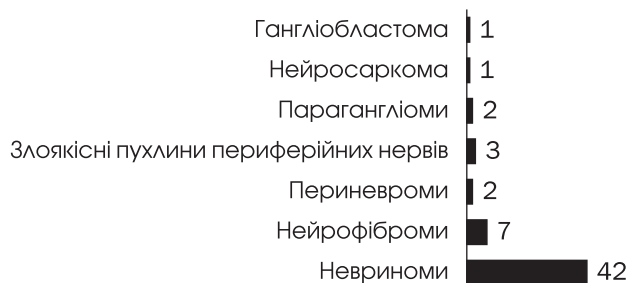 Гангліобластома 1
Нейросаркома 1
Парагангліоми 2
Злоякісні пухлини периферійних нервів 3
Периневроми 2
Нейрофіброми 7
Невриноми 42